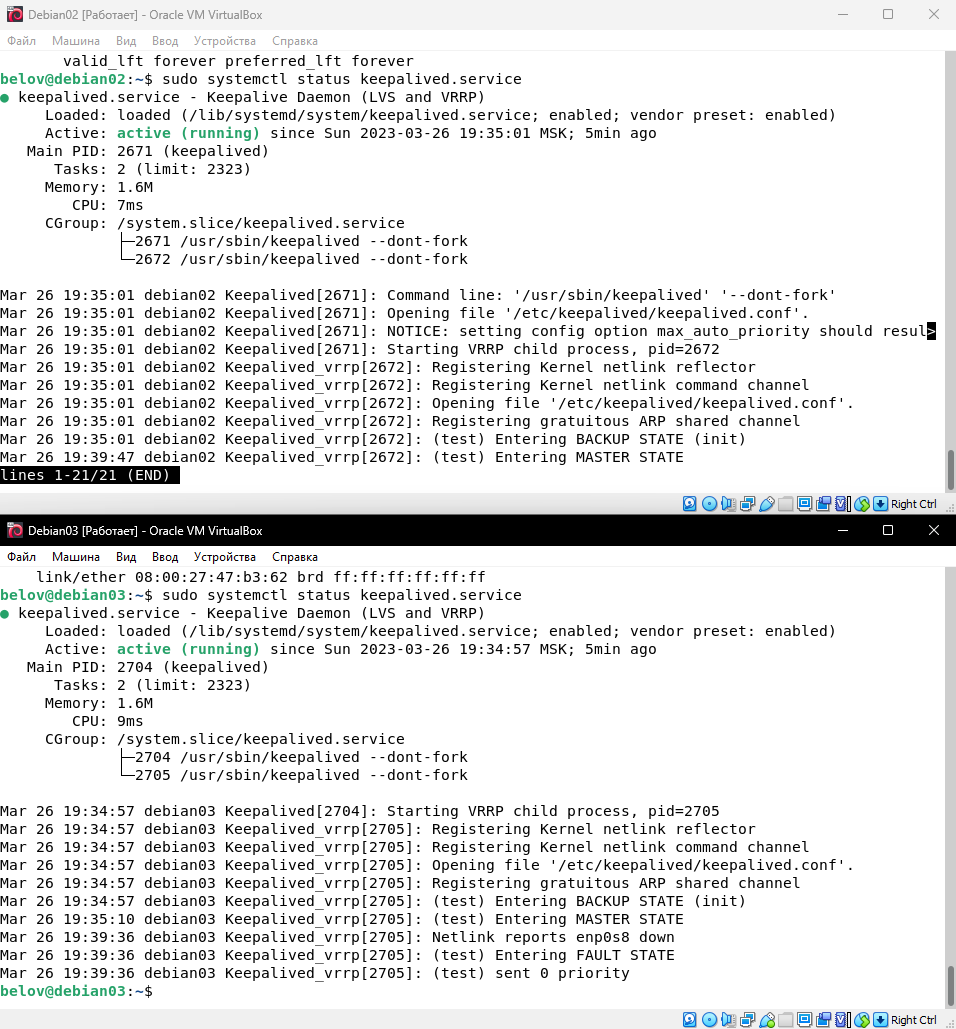 Debian02 [Работает] - Oracle VM VirtualBox
Файл Машина Вид Ввод Устройства Справка
valid_lft forever preferred_lft forever
belov@debian02:~$ sudo systemctl status keepalived.service
● keepalived.service - Keepalive Daemon (LVS and VRRP)
Loaded: loaded (/lib/systemd/system/keepalived.service; enabled; vendor preset: enabled)
Active: active (running) since Sun 2023-03-26 19:35:01 MSK; 5min ago
Main PID: 2671 (keepalived)
Tasks: 2 (limit: 2323)
Memory: 1.6M
CPU: 7ms
CGroup: /system.slice/keepalived.service
├─2671 /usr/sbin/keepalived --dont-fork
└─2672 /usr/sbin/keepalived --dont-fork
Mar 26 19:35:01 debian02 Keepalived[2671]: Command line: '/usr/sbin/keepalived' '--dont-fork'
Mar 26 19:35:01 debian02 Keepalived[2671]: Opening file '/etc/keepalived/keepalived.conf'.
Mar 26 19:35:01 debian02 Keepalived[2671]: NOTICE: setting config option max_auto_priority should resul>
Mar 26 19:35:01 debian02 Keepalived[2671]: Starting VRRP child process, pid=2672
Mar 26 19:35:01 debian02 Keepalived_vrrp[2672]: Registering Kernel netlink reflector
Mar 26 19:35:01 debian02 Keepalived_vrrp[2672]: Registering Kernel netlink command channel
Mar 26 19:35:01 debian02 Keepalived_vrrp[2672]: Opening file '/etc/keepalived/keepalived.conf'.
Mar 26 19:35:01 debian02 Keepalived_vrrp[2672]: Registering gratuitous ARP shared channel
Mar 26 19:35:01 debian02 Keepalived_vrrp[2672]: (test) Entering BACKUP STATE (init)
Mar 26 19:39:47 debian02 Keepalived_vrrp[2672]: (test) Entering MASTER STATE
lines 1-21/21 (END)
Right Ctrl
Debian03 [Работает] - Oracle VM VirtualBox
Файл Машина Вид Ввод Устройства Справка
link/ether 08:00:27:47:b3:62 brd ff:ff:ff:ff:ff:ff
belov@debian03:~$ sudo systemctl status keepalived.service
● keepalived.service - Keepalive Daemon (LVS and VRRP)
Loaded: loaded (/lib/systemd/system/keepalived.service; enabled; vendor preset: enabled)
Active: active (running) since Sun 2023-03-26 19:34:57 MSK; 5min ago
Main PID: 2704 (keepalived)
Tasks: 2 (limit: 2323)
Memory: 1.6M
CPU: 9ms
CGroup: /system.slice/keepalived.service
├─2704 /usr/sbin/keepalived --dont-fork
└─2705 /usr/sbin/keepalived --dont-fork
Mar 26 19:34:57 debian03 Keepalived[2704]: Starting VRRP child process, pid=2705
Mar 26 19:34:57 debian03 Keepalived_vrrp[2705]: Registering Kernel netlink reflector
Mar 26 19:34:57 debian03 Keepalived_vrrp[2705]: Registering Kernel netlink command channel
Mar 26 19:34:57 debian03 Keepalived_vrrp[2705]: Opening file '/etc/keepalived/keepalived.conf'.
Mar 26 19:34:57 debian03 Keepalived_vrrp[2705]: Registering gratuitous ARP shared channel
Mar 26 19:34:57 debian03 Keepalived_vrrp[2705]: (test) Entering BACKUP STATE (init)
Mar 26 19:35:10 debian03 Keepalived_vrrp[2705]: (test) Entering MASTER STATE
Mar 26 19:39:36 debian03 Keepalived_vrrp[2705]: Netlink reports enp0s8 down
Mar 26 19:39:36 debian03 Keepalived_vrrp[2705]: (test) Entering FAULT STATE
Mar 26 19:39:36 debian03 Keepalived_vrrp[2705]: (test) sent 0 priority
belov@debian03:~$
Right Ctrl